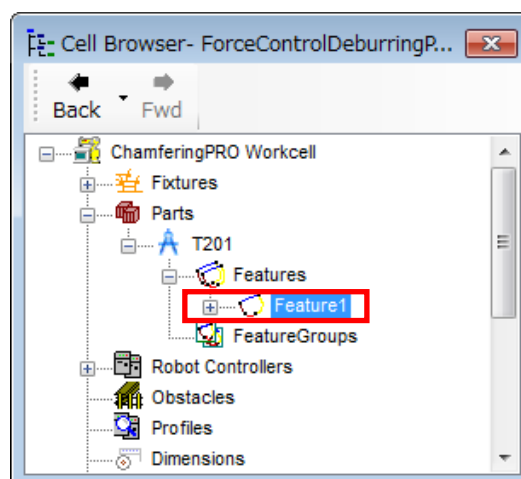 Cell Browser- ForceControlDeburringP...
Back Fwd
ChamferingPRO Workcell
Fixtures
Parts
T201
Features
Feature1
FeatureGroups
Robot Controllers
Obstacles
Profiles
Dimensions